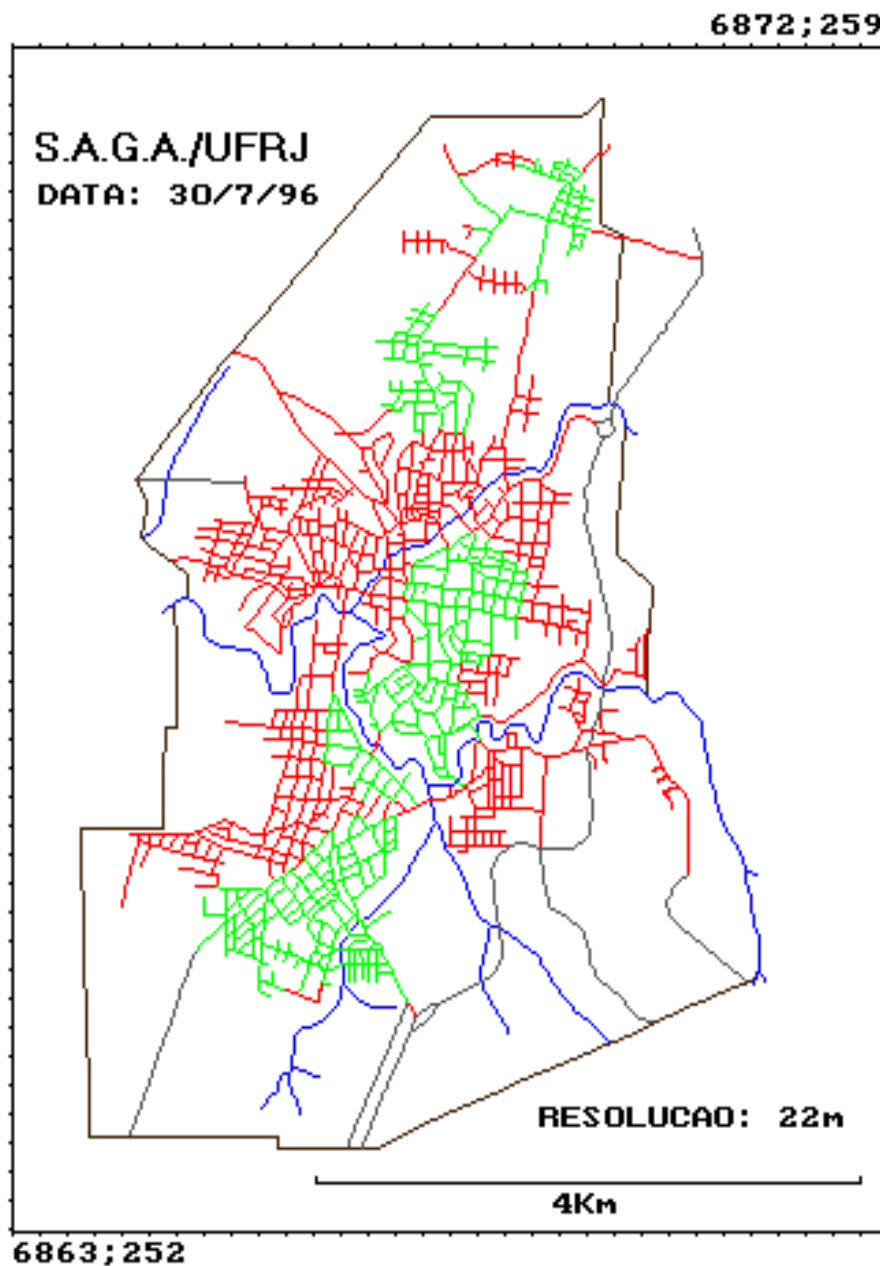 6872;259
S.A.G.A./UFRJ
DATA: 30/7/96
RESOLUCAO: 22m
4Km
6863;252